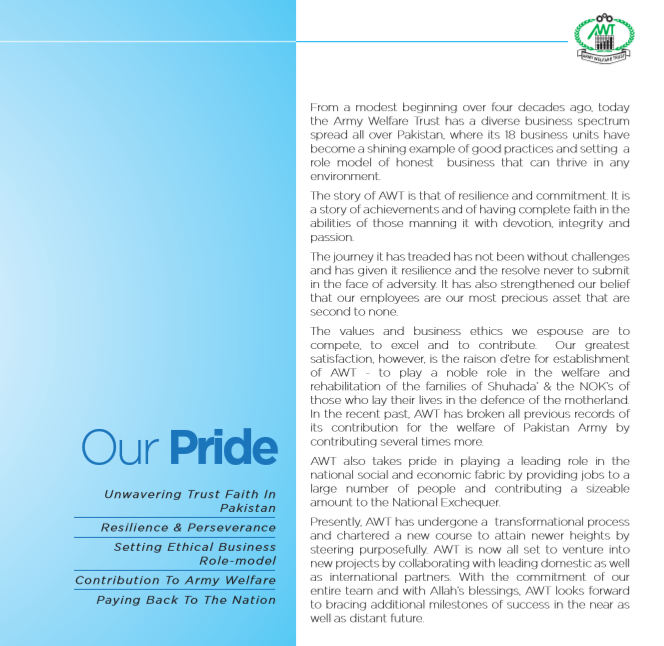 AWT
ARMY WELFARE TRUST
From a modest beginning over four decades ago, today
the Army Welfare Trust has a diverse business spectrum
spread all over Pakistan, where its 18 business units have
become a shining example of good practices and setting a
role model of honest business that can thrive in any
environment.
The story of AWT is that of resilience and commitment. It is
a story of achievements and of having complete faith in the
abilities of those manning it with devotion, integrity and
passion.
The journey it has treaded has not been without challenges
and has given it resilience and the resolve never to submit
in the face of adversity. It has also strengthened our belief
that our employees are our most precious asset that are
second to none.
The values and business ethics we espouse are to
compete, to excel and to contribute. Our greatest
satisfaction, however, is the raison d'etre for establishment
of AWT - to play a noble role in the welfare and
rehabilitation of the families of Shuhada' & the NOK's of
those who lay their lives in the defence of the motherland.
In the recent past, AWT has broken all previous records of
its contribution for the welfare of Pakistan Army by
contributing several times more.
AWT also takes pride in playing a leading role in the
national social and economic fabric by providing jobs to a
large number of people and contributing a sizeable
amount to the National Exchequer.
Presently, AWT has undergone a transformational process
and chartered a new course to attain newer heights by
steering purposefully. AWT is now all set to venture into
new projects by collaborating with leading domestic as well
as international partners. With the commitment of our
entire team and with Allah's blessings, AWT looks forward
to bracing additional milestones of success in the near as
well as distant future.
Our Pride
Unwavering Trust Faith In
Pakistan
Resilience & Perseverance
Setting Ethical Business
Role-model
Contribution To Army Welfare
Paying Back To The Nation